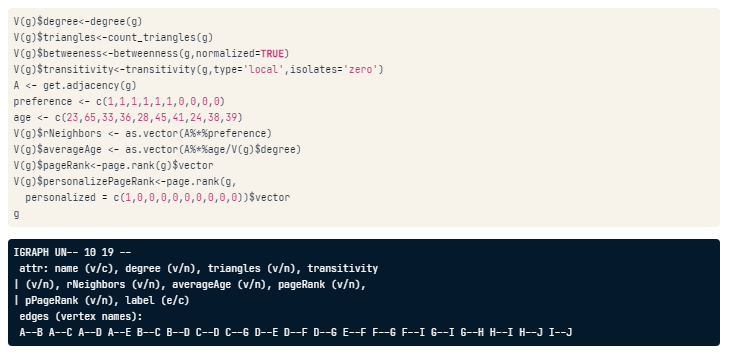 V(g)$degree<-degree(g)
V(g)$triangles<-count_triangles(g)
V(g)$betweeness<-betweenness(g,normalized=TRUE)
V(g)$transitivity<-transitivity(g,type='local',isolates='zero')
A <- get.adjacency(g)
preference <- c(1,1,1,1,1,1,0,0,0,0)
age <- c(23,65,33,36,28,45,41,24,38,39)
V(g)$rNeighbors <- as.vector(A%*%preference)
V(g)$averageAge <- as.vector(A%*%age/V(g)$degree)
V(g)$pageRank<-page.rank(g)$vector
V(g)$personalizePageRank<-page.rank(g,
  personalized = c(1,0,0,0,0,0,0,0,0,0))$vector
g
IGRAPH UN-- 10 19 --
 attr: name (v/c), degree (v/n), triangles (v/n), transitivity
| (v/n), rNeighbors (v/n), averageAge (v/n), pageRank (v/n),
| pPageRank (v/n), label (e/c)
 edges (vertex names):
 A--B A--C A--D A--E B--C B--D C--D C--G D--E D--F D--G E--F F--G F--I G--I G--H H--I H--J I--J